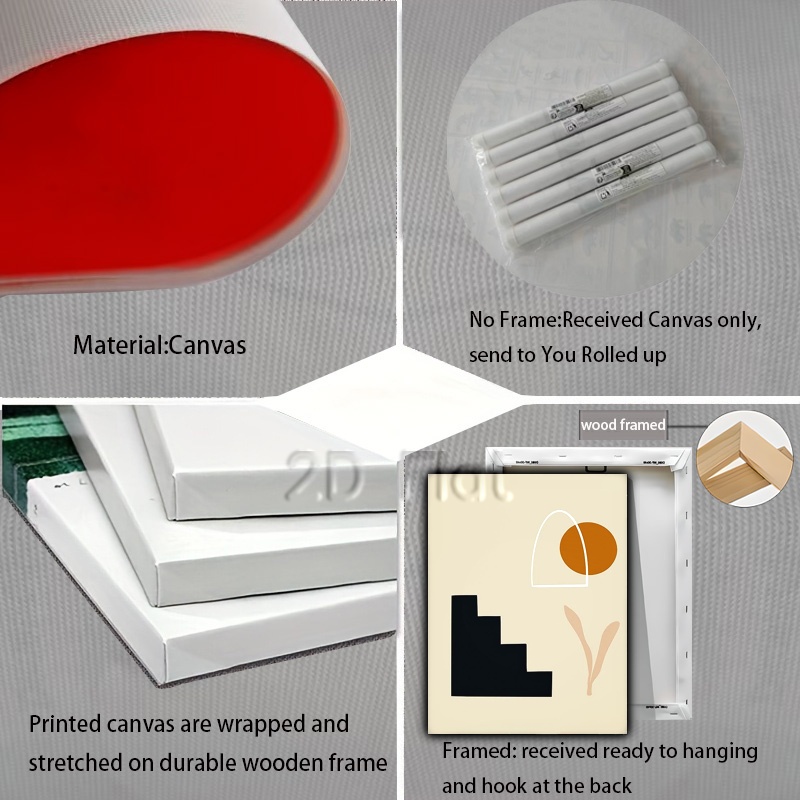 Material:Canvas
No Frame:Received Canvas only,
send to You Rolled up
wood framed
2D Flat
Printed canvas are wrapped and
stretched on durable wooden frame
Framed: received ready to hanging
and hook at the back